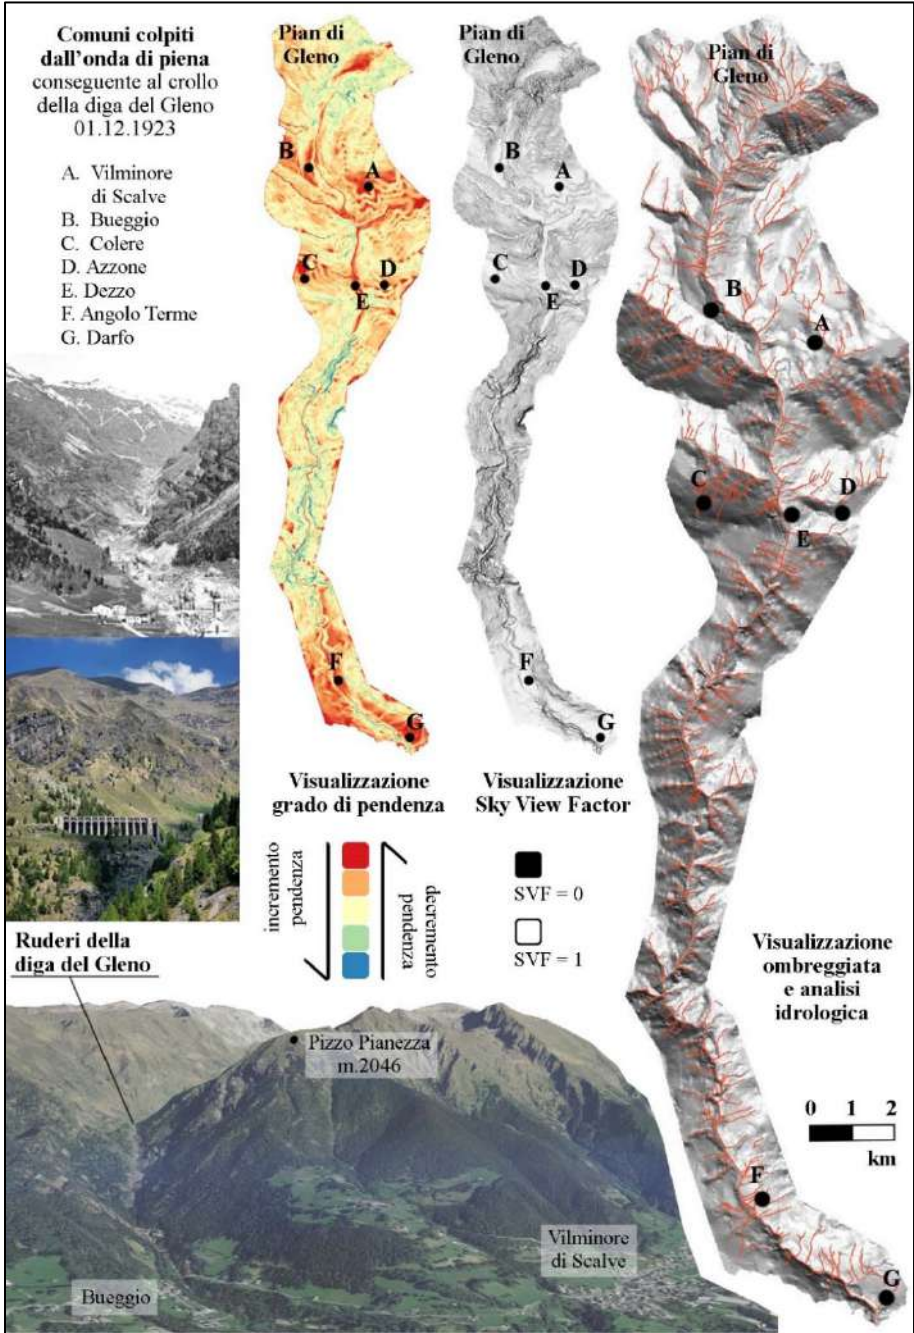 Comuni colpiti
dall'onda di piena
conseguente al crollo
della diga del Gleno
01.12.1923
A. Vilminore
di Scalve
B. Bueggio
C. Colere
D. Azzone
E. Dezzo
F. Angolo Terme
G. Darfo
Pian di
Gleno
B
A
C
D
E
F
G
Visualizzazione
grado di pendenza
incremento
pendenza
decremento
pendenza
Pian di
Gleno
B
A
C
D
E
F
G
Visualizzazione
Sky View Factor
SVF = 0
SVF = 1
Pian di
Gleno
B
A
C
D
E
F
G
Visualizzazione
ombreggiata
e analisi
idrologica
0 1 2
km
Ruderi della
diga del Gleno
Pizzo Pianezza
m.2046
Vilminore
di Scalve
Bueggio